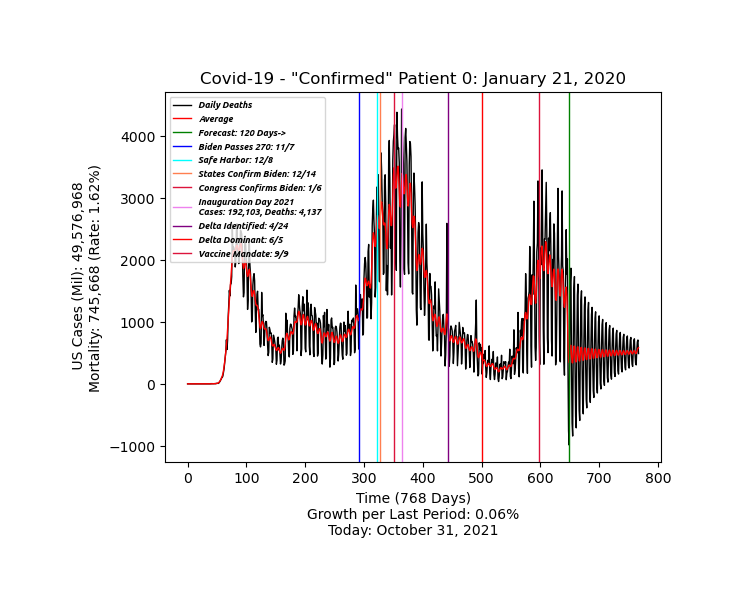 Covid-19 - "Confirmed" Patient 0: January 21, 2020
Daily Deaths
Average
Forecast: 120 Days->
Biden Passes 270: 11/7
Safe Harbor: 12/8
States Confirm Biden: 12/14
Congress Confirms Biden: 1/6
Inauguration Day 2021
Cases: 192,103, Deaths: 4,137
Delta Identified: 4/24
Delta Dominant: 6/5
Vaccine Mandate: 9/9
US Cases (Mil): 49,576,968
Mortality: 745,668 (Rate: 1.62%)
4000
3000
2000
1000
0
−1000
0 100 200 300 400 500 600 700 800
Time (768 Days)
Growth per Last Period: 0.06%
Today: October 31, 2021